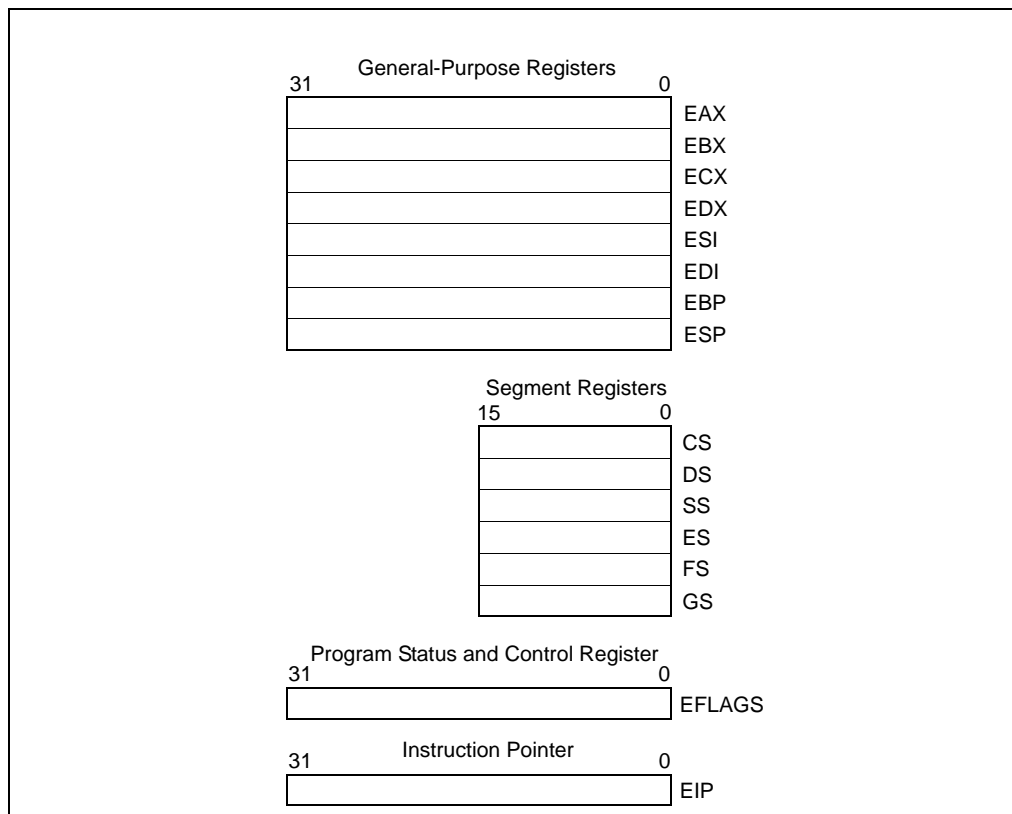 General-Purpose Registers
31 0
EAX
EBX
ECX
EDX
ESI
EDI
EBP
ESP
Segment Registers
15 0
CS
DS
SS
ES
FS
GS
Program Status and Control Register
31 0
EFLAGS
Instruction Pointer
31 0
EIP